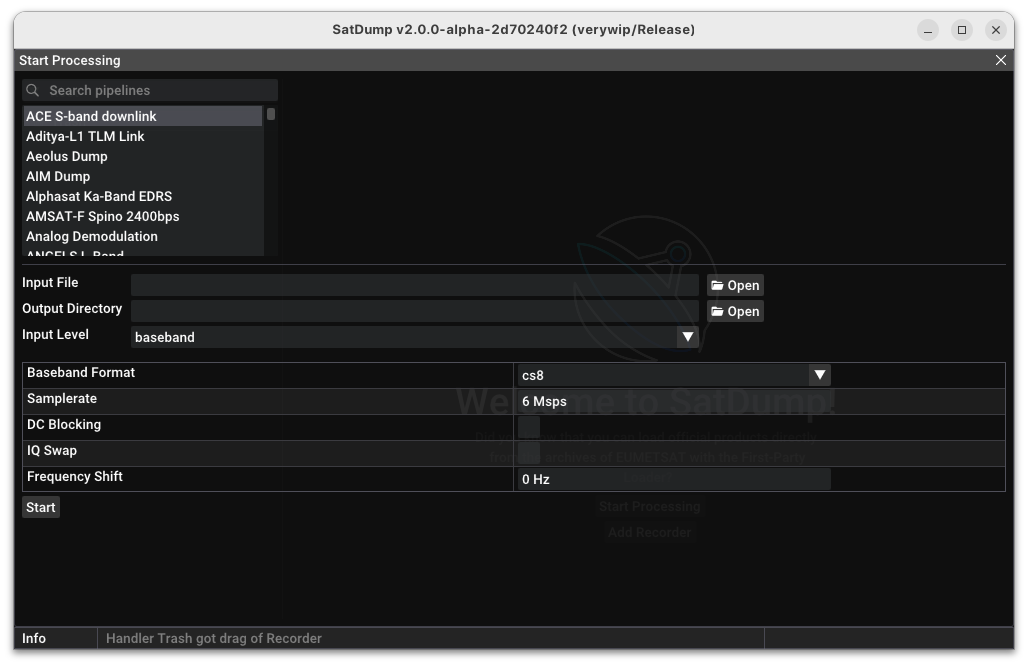 SatDump v2.0.0-alpha-2d70240f2 (verywip/Release)
Start Processing
Search pipelines
ACE S-band downlink
Aditya-L1 TLM Link
Aeolus Dump
AIM Dump
Alphasat Ka-Band EDRS
AMSAT-F Spino 2400bps
Analog Demodulation
ANGELS L-Band
Input File
Open
Output Directory
Open
Input Level
baseband
Baseband Format
cs8
Welcome to SatDump!
Samplerate
6 Msps
DC Blocking
Did you know that you can load official products directly
IQ Swap
from the archives of EUMETSAT with the First-Party
Frequency Shift
0 Hz
Start
Start Processing
Add Recorder
Info
Handler Trash got drag of Recorder